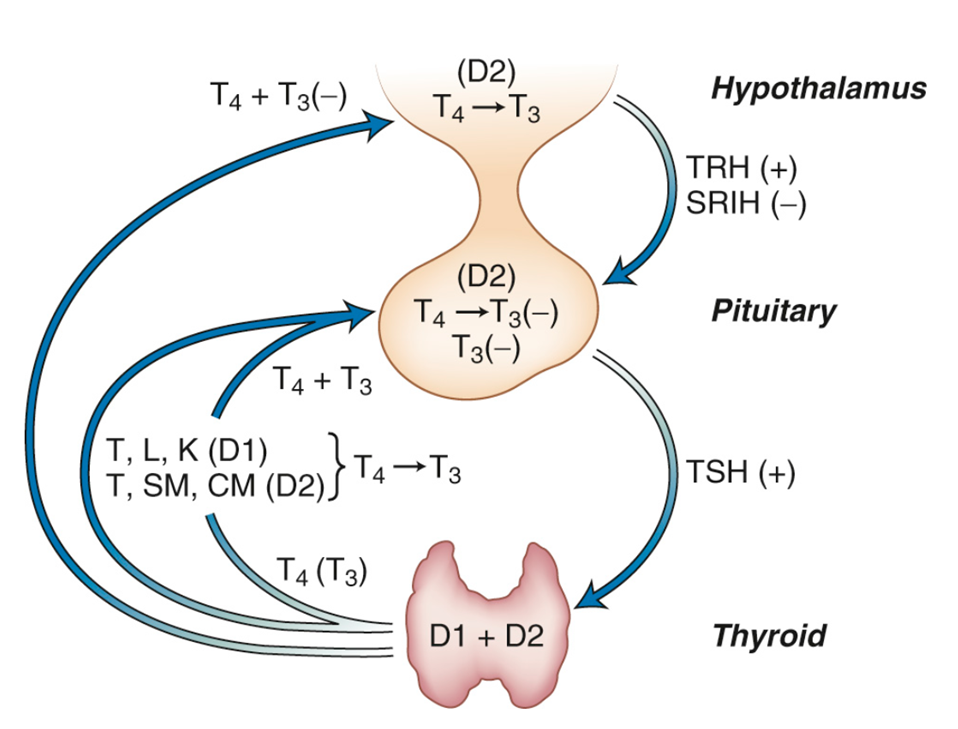 (D2)
T₄ → T₃
Hypothalamus
T₄ + T₃(–)
TRH (+)
SRIH (–)
(D2)
T₄ → T₃(–)
T₃(–)
Pituitary
T₄ + T₃
T, L, K (D1)
T, SM, CM (D2)
} T₄ → T₃
TSH (+)
T₄ (T₃)
D1 + D2
Thyroid